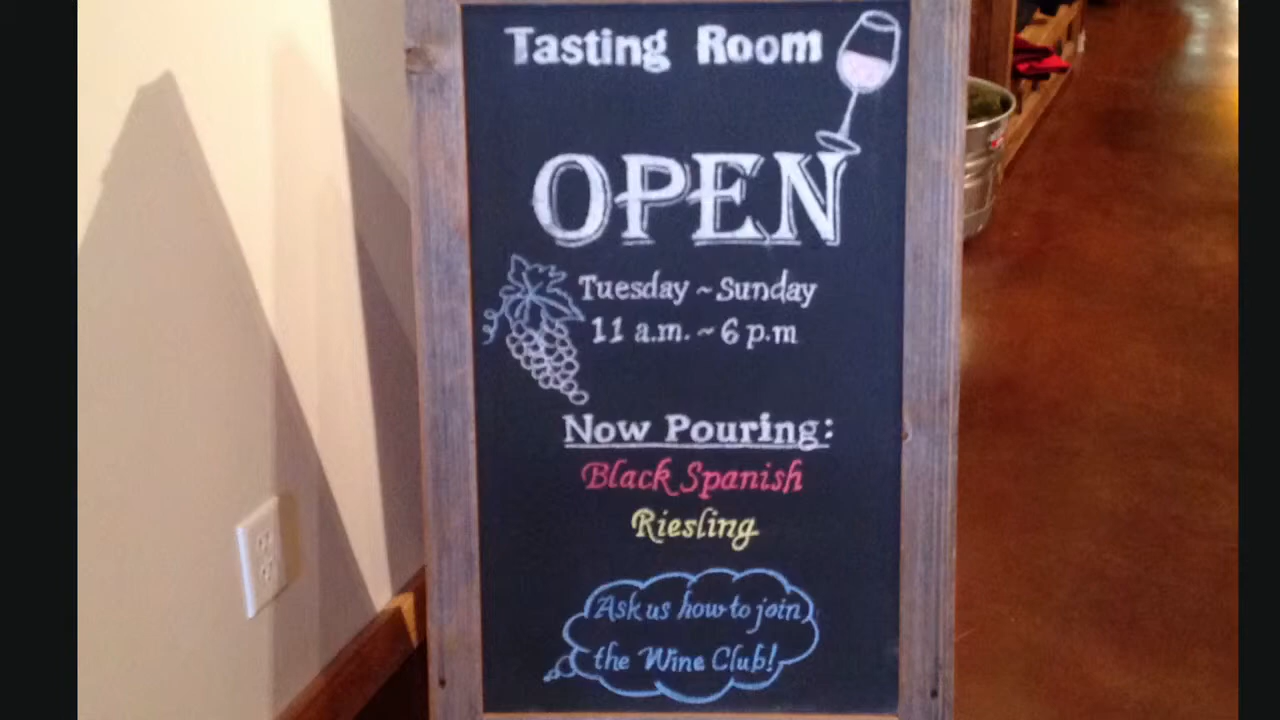 Tasting Room
OPEN
Tuesday ~ Sunday
11 a.m. ~ 6 p.m
Now Pouring:
Black Spanish
Riesling
Ask us how to join
the Wine Club!